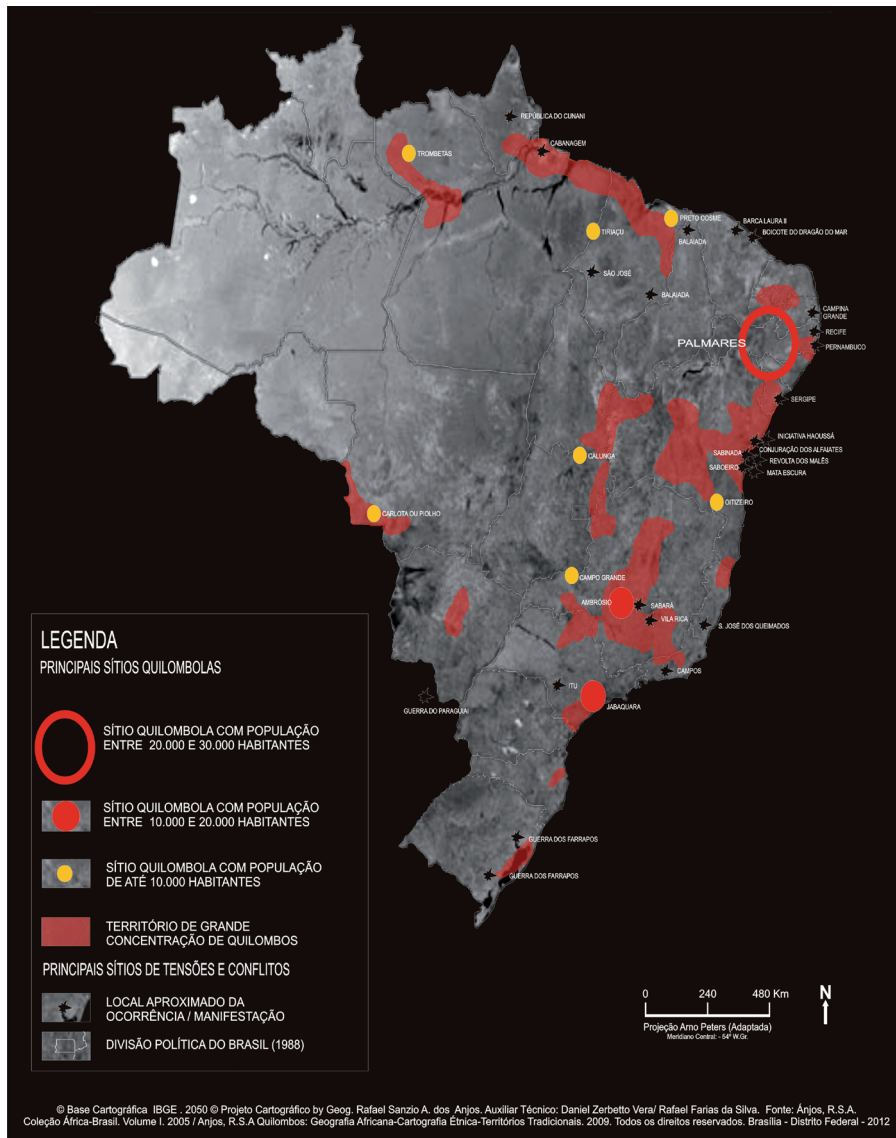 REPÚBLICA DO CUNANI
CABANAGEM
TROMBETAS
PRETO COSME
BARCA LAURA II
TIRIAÇU
BALAIADA
BOICOTE DO DRAGÃO DO MAR
SÃO JOSÉ
BALAIADA
CAMPINA
GRANDE
RECIFE
PALMARES
PERNAMBUCO
SERGIPE
INICIATIVA HAOUSSÁ
CONJURAÇÃO DOS ALFAIATES
SABINADA
CALUNGA
REVOLTA DOS MALÊS
SABOEIRO
MATA ESCURA
OITIZEIRO
CARLOTA OU PIOLHO
CAMPO GRANDE
AMBRÓSIO
SABARÁ
VILA RICA
S. JOSÉ DOS QUEIMADOS
CAMPOS
ITU
GUERRA DO PARAGUIAI
JABAQUARA
GUERRA DOS FARRAPOS
GUERRA DOS FARRAPOS
LEGENDA
PRINCIPAIS SÍTIOS QUILOMBOLAS
SÍTIO QUILOMBOLA COM POPULAÇÃO
ENTRE 20.000 E 30.000 HABITANTES
SÍTIO QUILOMBOLA COM POPULAÇÃO
ENTRE 10.000 E 20.000 HABITANTES
SÍTIO QUILOMBOLA COM POPULAÇÃO
DE ATÉ 10.000 HABITANTES
TERRITÓRIO DE GRANDE
CONCENTRAÇÃO DE QUILOMBOS
PRINCIPAIS SÍTIOS DE TENSÕES E CONFLITOS
LOCAL APROXIMADO DA
OCORRÊNCIA / MANIFESTAÇÃO
DIVISÃO POLÍTICA DO BRASIL (1988)
0 240 480 Km
N
Projeção Arno Peters (Adaptada)
Meridiano Central: - 54º W.Gr.
© Base Cartográfica IBGE . 2050 © Projeto Cartográfico by Geog. Rafael Sanzio A. dos Anjos. Auxiliar Técnico: Daniel Zerbetto Vera/ Rafael Farias da Silva. Fonte: Ánjos, R.S.A.
Coleção África-Brasil. Volume I. 2005 / Anjos, R.S.A Quilombos: Geografia Africana-Cartografia Étnica-Territórios Tradicionais. 2009. Todos os direitos reservados. Brasília - Distrito Federal - 2012